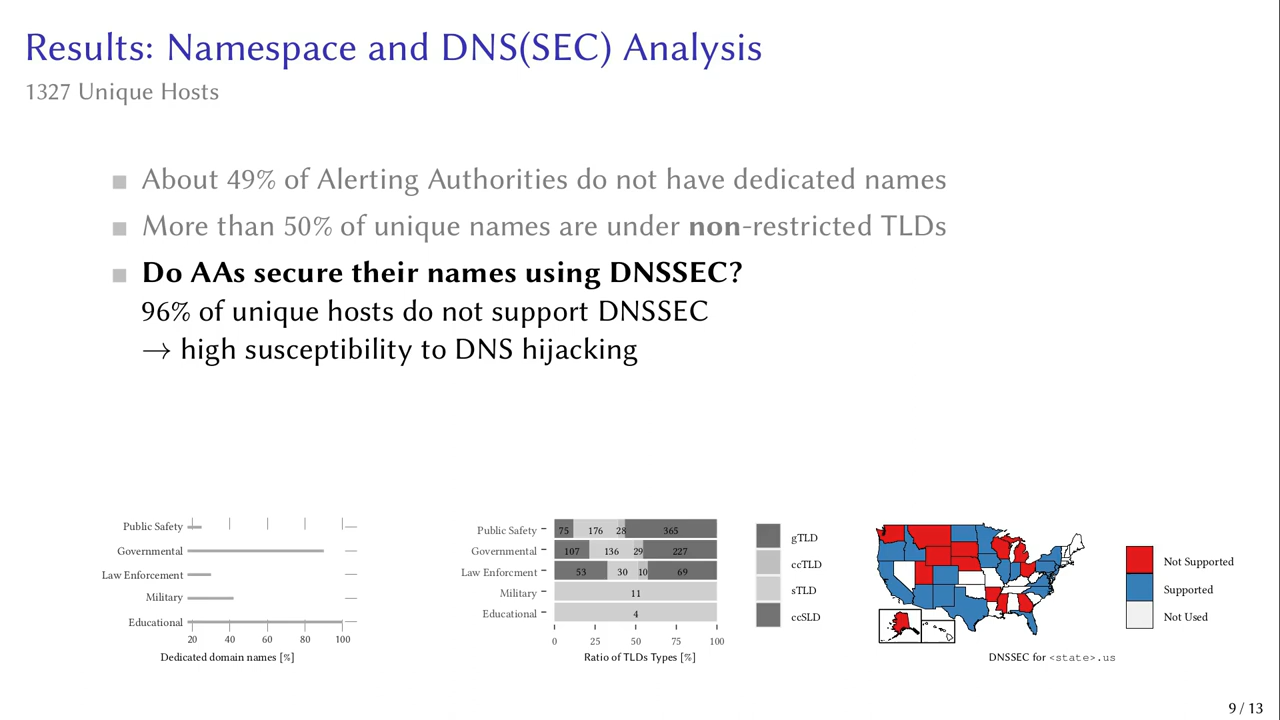 Results: Namespace and DNS(SEC) Analysis
1327 Unique Hosts
About 49% of Alerting Authorities do not have dedicated names
More than 50% of unique names are under non-restricted TLDs
Do AAs secure their names using DNSSEC?
96% of unique hosts do not support DNSSEC
→ high susceptibility to DNS hijacking
Public Safety
Governmental
Law Enforcement
Military
Educational
20 40 60 80 100
Dedicated domain names [%]
Public Safety 75 176 28 365
Governmental 107 136 29 227
Law Enforcment 53 30 10 69
Military 11
Educational 4
0 25 50 75 100
Ratio of TLDs Types [%]
gTLD
ccTLD
sTLD
ccSLD
Not Supported
Supported
Not Used
DNSSEC for <state>.us
9 / 13